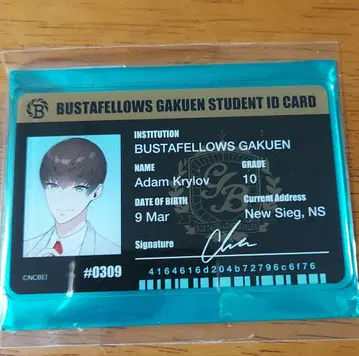 BUSTAFELLOWS GAKUEN STUDENT ID CARD
INSTITUTION
BUSTAFELLOWS GAKUEN
NAME GRADE
Adam Krylov 10
DATE OF BIRTH Current Address
9 Mar New Sieg, NS
Signature
©NCBEI #0309
4164616d204b72796c6f76